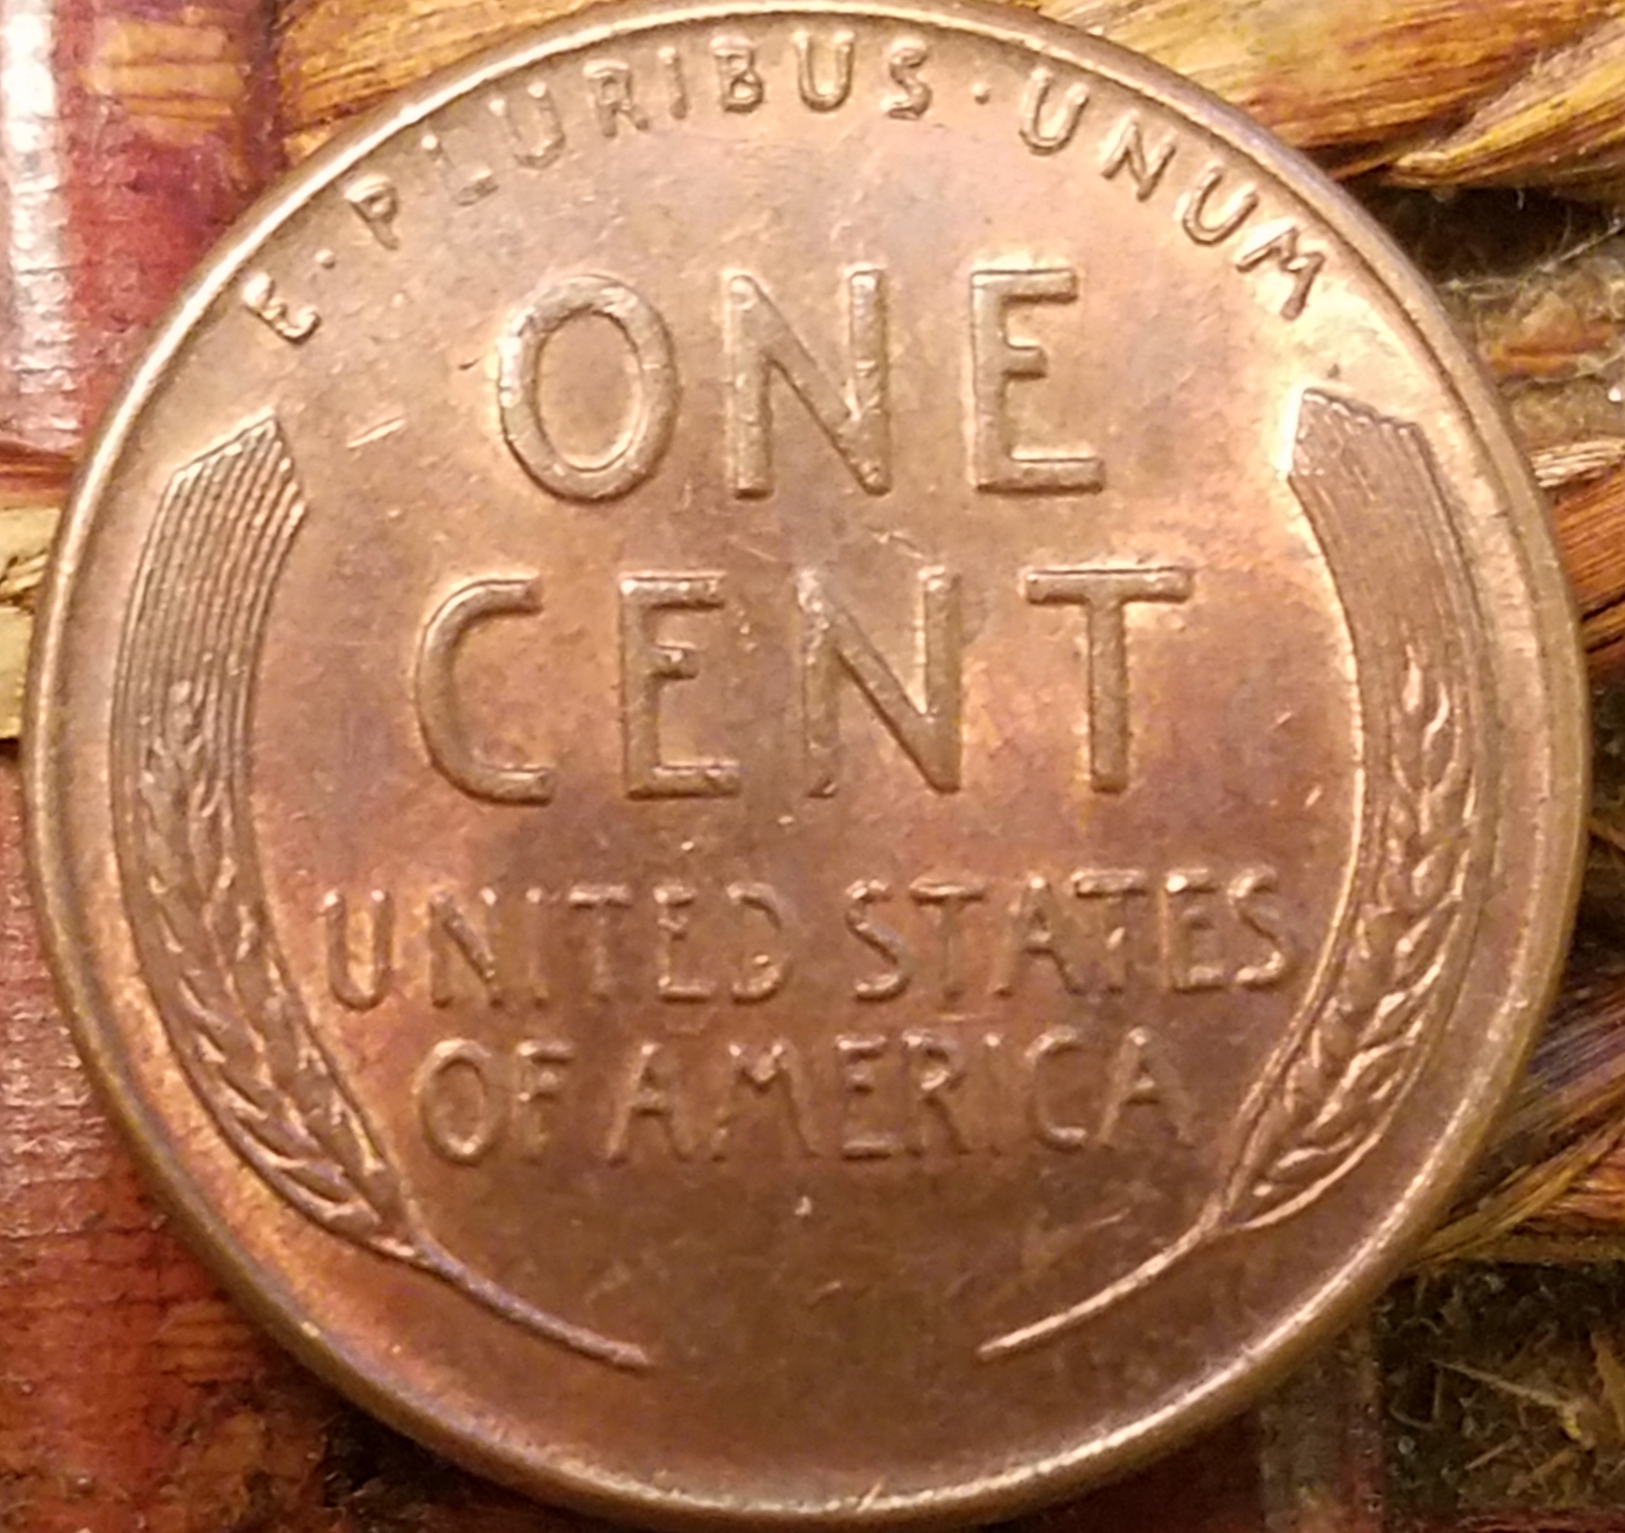 E·PLURIBUS·UNUM
ONE
CENT
UNITED STATES
OF AMERICA